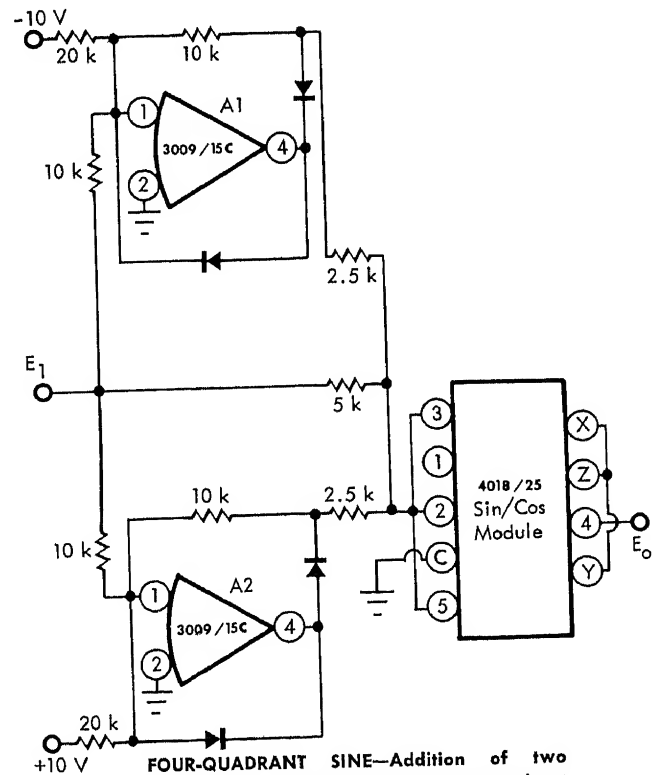 -10 V
20 k
10 k
1
A1
3009/15C
4
10 k
2
2.5 k
E1
5 k
3
X
1
4018/25
Z
10 k
2.5 k
2
Sin/Cos
Module
4
Eo
10 k
C
Y
1
A2
5
3009/15C
4
2
20 k
+10 V
FOUR-QUADRANT SINE—Addition of two